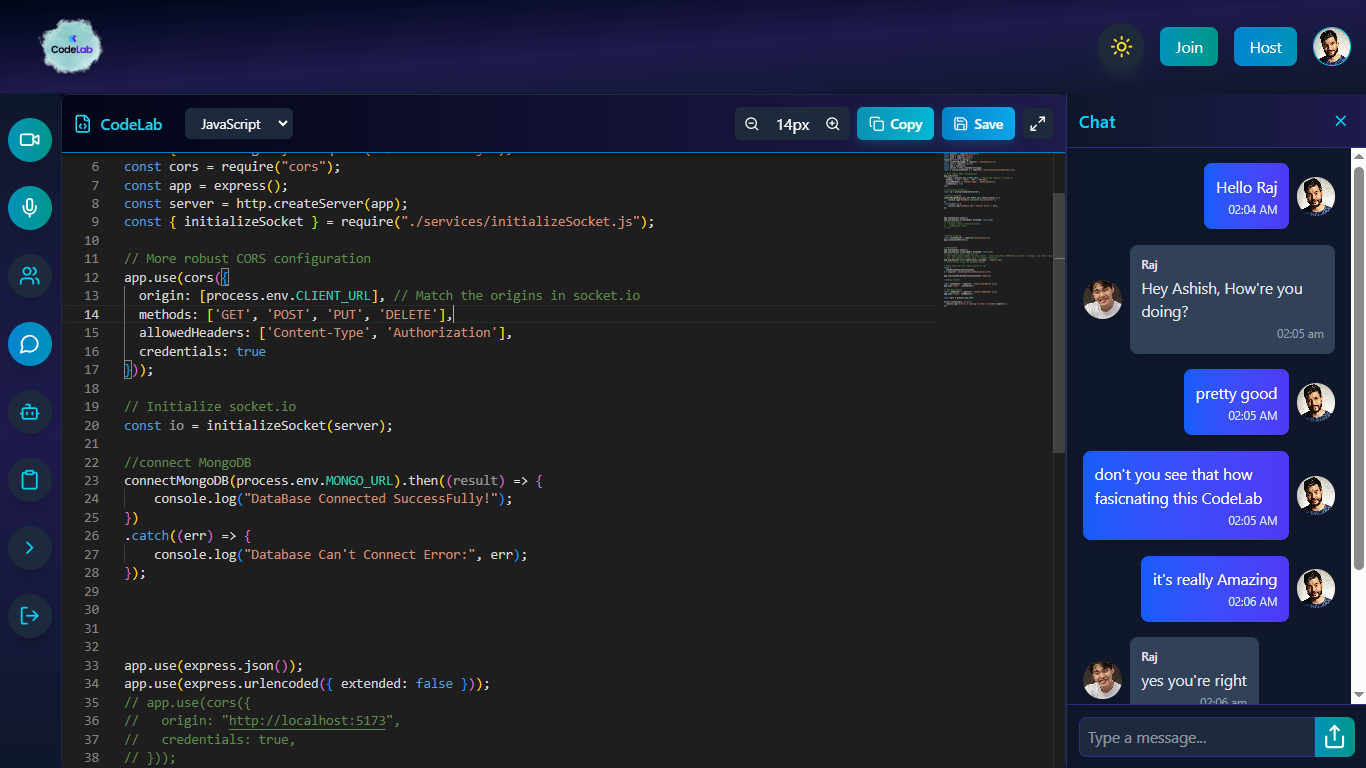 CodeLab
Join
Host
CodeLab
JavaScript
14px
Copy
Save
6 const cors = require("cors");
7 const app = express();
8 const server = http.createServer(app);
9 const { initializeSocket } = require("./services/initializeSocket.js");
10
11 // More robust CORS configuration
12 app.use(cors({
13 origin: [process.env.CLIENT_URL], // Match the origins in socket.io
14 methods: ['GET', 'POST', 'PUT', 'DELETE'],
15 allowedHeaders: ['Content-Type', 'Authorization'],
16 credentials: true
17 }));
18
19 // Initialize socket.io
20 const io = initializeSocket(server);
21
22 //connect MongoDB
23 connectMongoDB(process.env.MONGO_URL).then((result) => {
24 console.log("DataBase Connected SuccessFully!");
25 })
26 .catch((err) => {
27 console.log("Database Can't Connect Error:", err);
28 });
29
30
31
32
33 app.use(express.json());
34 app.use(express.urlencoded({ extended: false }));
35 // app.use(cors({
36 //   origin: "http://localhost:5173",
37 //   credentials: true,
38 // }));
Chat
Hello Raj
02:04 AM
Raj
Hey Ashish, How're you
doing?
02:05 am
pretty good
02:05 AM
don't you see that how
fasicnating this CodeLab
02:05 AM
it's really Amazing
02:06 AM
Raj
yes you're right
02:06 am
Type a message...